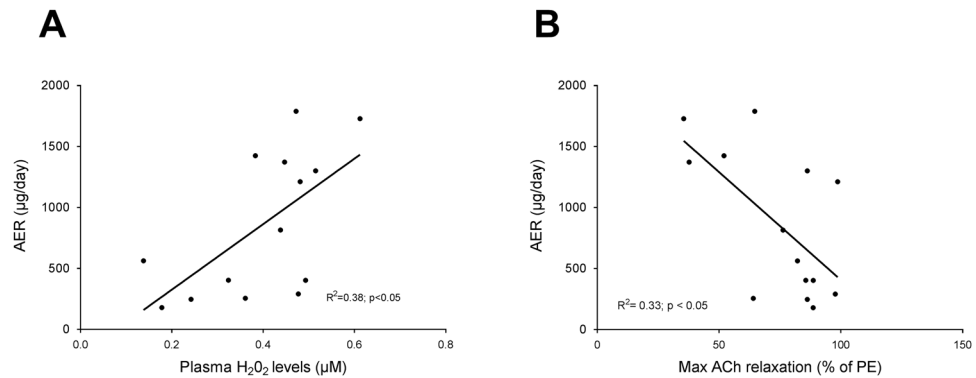 A
B
2000
1500
1000
500
0
0.0
0.2
0.4
0.6
0.8
AER (µg/day)
Plasma H₂0₂ levels (µM)
R²=0.38; p<0.05
2000
1500
1000
500
0
0
50
100
150
AER (µg/day)
Max ACh relaxation (% of PE)
R²= 0.33; p < 0.05